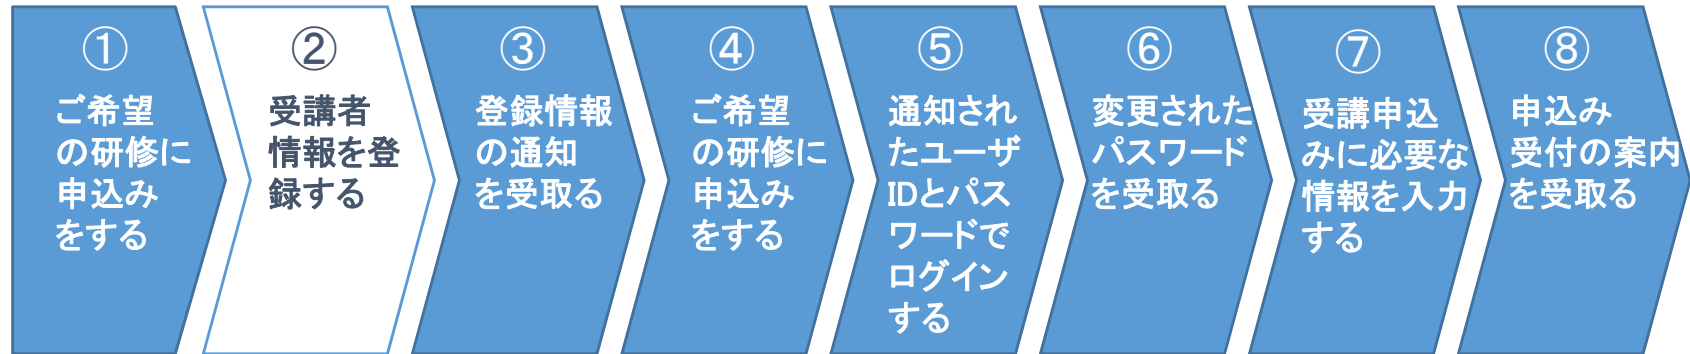 ①
ご希望
の研修に
申込み
をする
②
受講者
情報を登
録する
③
登録情報
の通知
を受取る
④
ご希望
の研修に
申込み
をする
⑤
通知され
たユーザ
IDとパス
ワードで
ログイン
する
⑥
変更された
パスワード
を受取る
⑦
受講申込
みに必要な
情報を入力
する
⑧
申込み
受付の案内
を受取る